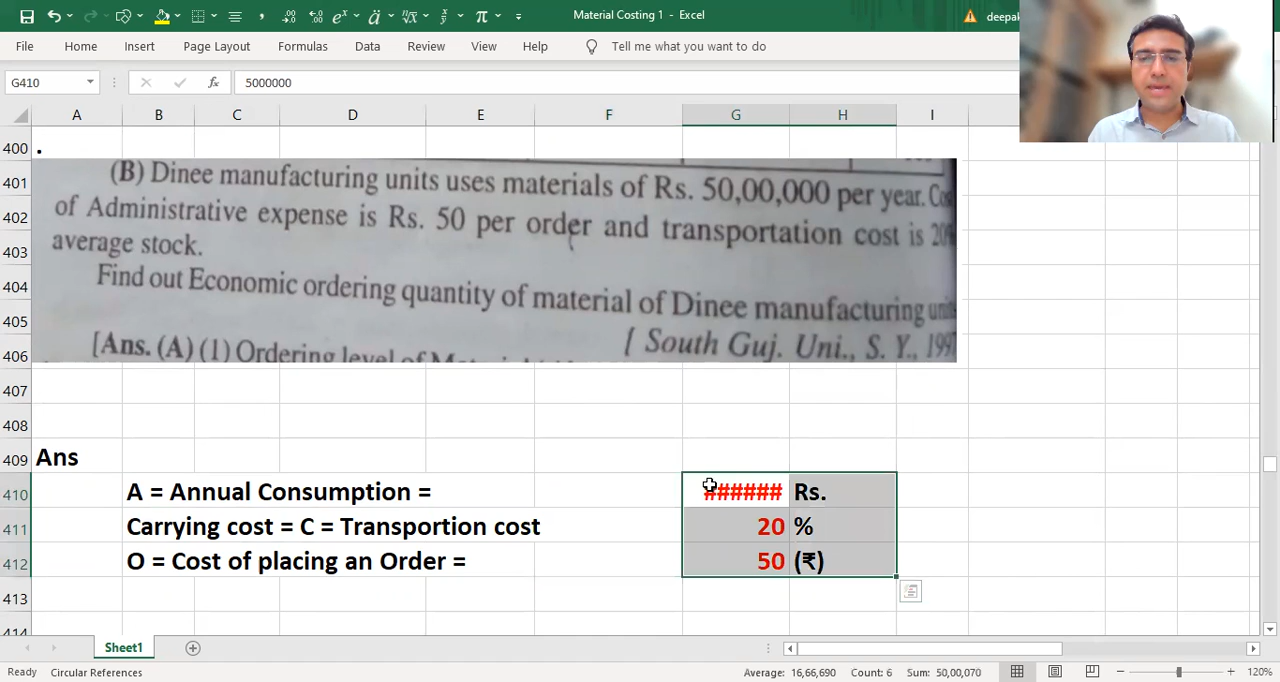 Material Costing 1 - Excel
File Home Insert Page Layout Formulas Data Review View Help Tell me what you want to do
G410 fx 5000000
A B C D E F G H I
400 .
401 (B) Dinee manufacturing units uses materials of Rs. 50,00,000 per year.
402 of Administrative expense is Rs. 50 per order and transportation cost is
403 average stock.
404 Find out Economic ordering quantity of material of Dinee manufacturing
405
406 [Ans. (A) (1) Ordering level of [ South Guj. Uni., S. Y.,
407
408
409 Ans
410 A = Annual Consumption = ###### Rs.
411 Carrying cost = C = Transportion cost 20 %
412 O = Cost of placing an Order = 50 (₹)
413
414
Sheet1
Ready Circular References Average: 16,66,690 Count: 6 Sum: 50,00,070 120%